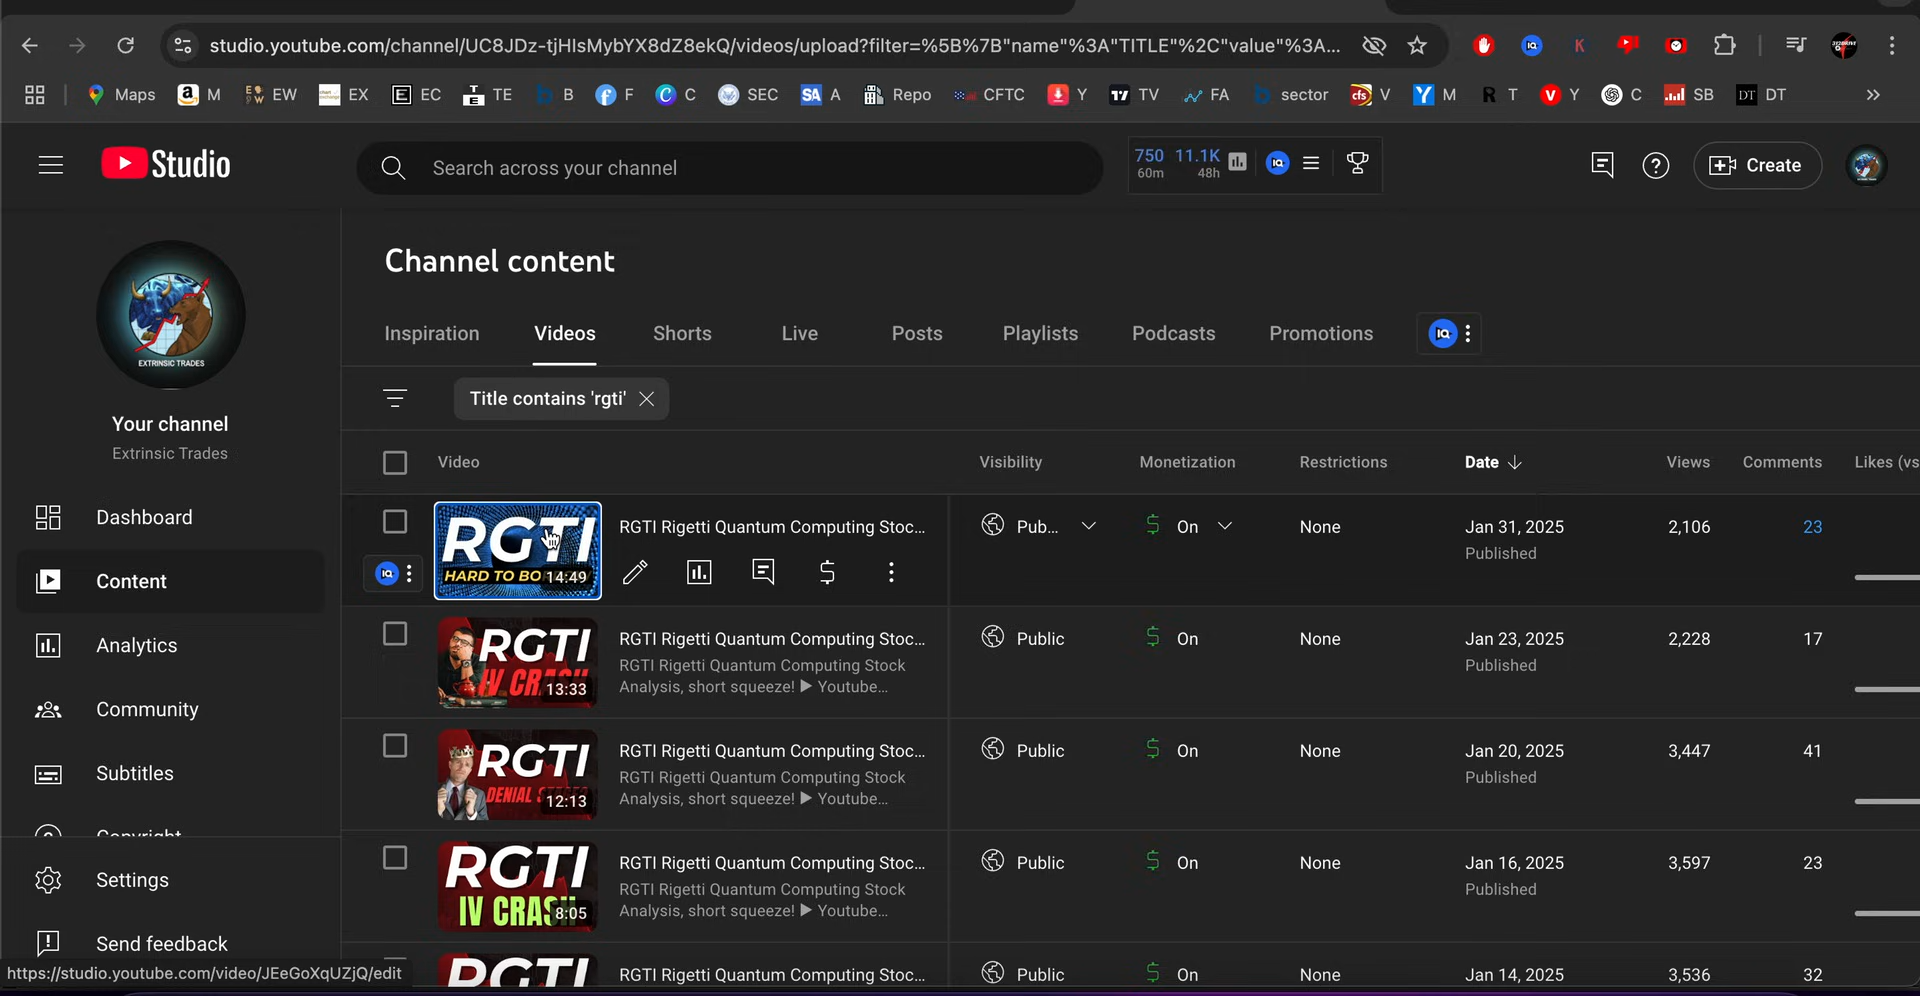 studio.youtube.com/channel/UC8JDz-tjHIsMybYX8dZ8ekQ/videos/upload?filter=%5B%7B"name"%3A"TITLE"%2C"value"%3A...
Maps
M
EW
EX
EC
TE
B
F
C
SEC
A
Repo
CFTC
Y
TV
FA
sector
V
M
T
Y
C
SB
DT
Studio
Search across your channel
750 11.1K
60m 48h
Create
Channel content
EXTRINSIC TRADES
Your channel
Extrinsic Trades
Dashboard
Content
Analytics
Community
Subtitles
Copyright
Settings
Send feedback
Inspiration Videos Shorts Live Posts Playlists Podcasts Promotions
Title contains 'rgti'
Video Visibility Monetization Restrictions Date Views Comments Likes (vs
RGTI
14:49
RGTI Rigetti Quantum Computing Stoc...
Pub... On None Jan 31, 2025 2,106 23
Published
RGTI
IV CRASH
13:33
RGTI Rigetti Quantum Computing Stoc...
RGTI Rigetti Quantum Computing Stock
Analysis, short squeeze! ▶ Youtube...
Public On None Jan 23, 2025 2,228 17
Published
RGTI
DENIAL
12:13
RGTI Rigetti Quantum Computing Stoc...
RGTI Rigetti Quantum Computing Stock
Analysis, short squeeze! ▶ Youtube...
Public On None Jan 20, 2025 3,447 41
Published
RGTI
IV CRASH
8:05
RGTI Rigetti Quantum Computing Stoc...
RGTI Rigetti Quantum Computing Stock
Analysis, short squeeze! ▶ Youtube...
Public On None Jan 16, 2025 3,597 23
Published
RGTI
RGTI Rigetti Quantum Computing Stoc...
Public On None Jan 14, 2025 3,536 32
https://studio.youtube.com/video/JEeGoXqUZjQ/edit